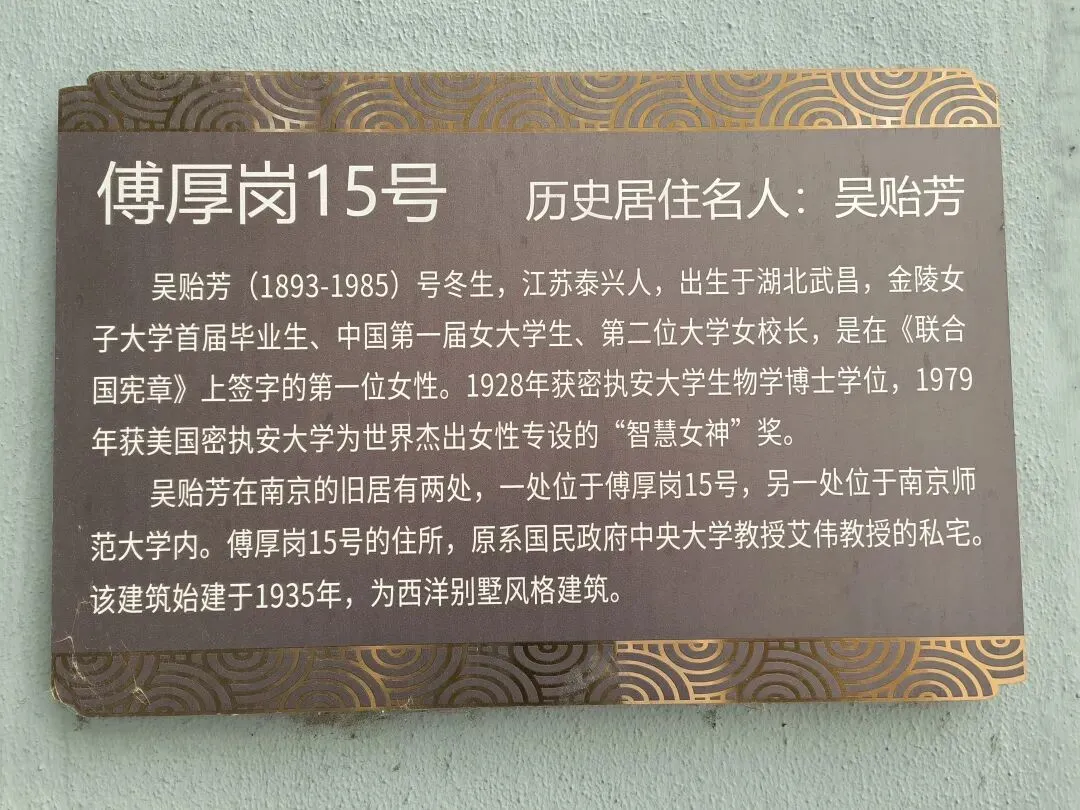 傅厚岗15号 历史居住名人：吴贻芳
吴贻芳（1893-1985）号冬生，江苏泰兴人，出生于湖北武昌，金陵女
子大学首届毕业生、中国第一届女大学生、第二位大学女校长，是在《联合
国宪章》上签字的第一位女性。1928年获密执安大学生物学博士学位，1979
年获美国密执安大学为世界杰出女性专设的“智慧女神”奖。
吴贻芳在南京的旧居有两处，一处位于傅厚岗15号，另一处位于南京师
范大学内。傅厚岗15号的住所，原系国民政府中央大学教授艾伟教授的私宅。
该建筑始建于1935年，为西洋别墅风格建筑。